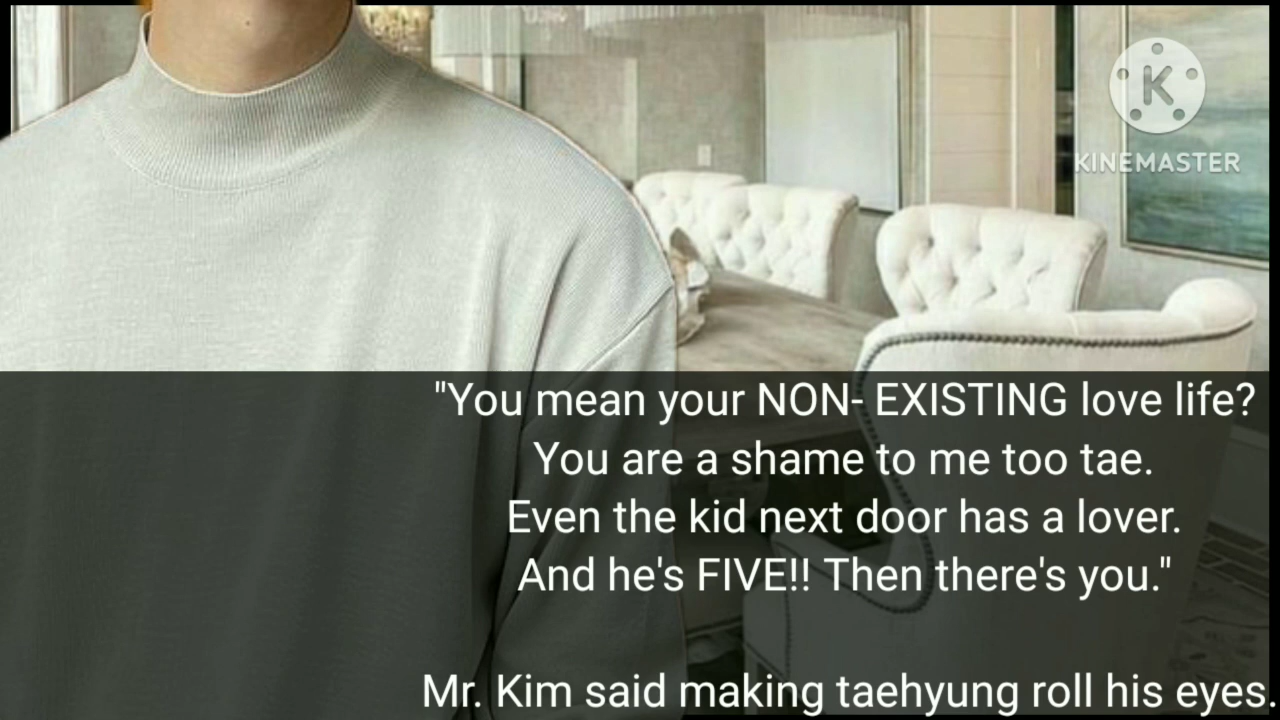 K
KINEMASTER
"You mean your NON- EXISTING love life?
You are a shame to me too tae.
Even the kid next door has a lover.
And he's FIVE!! Then there's you."
Mr. Kim said making taehyung roll his eyes.